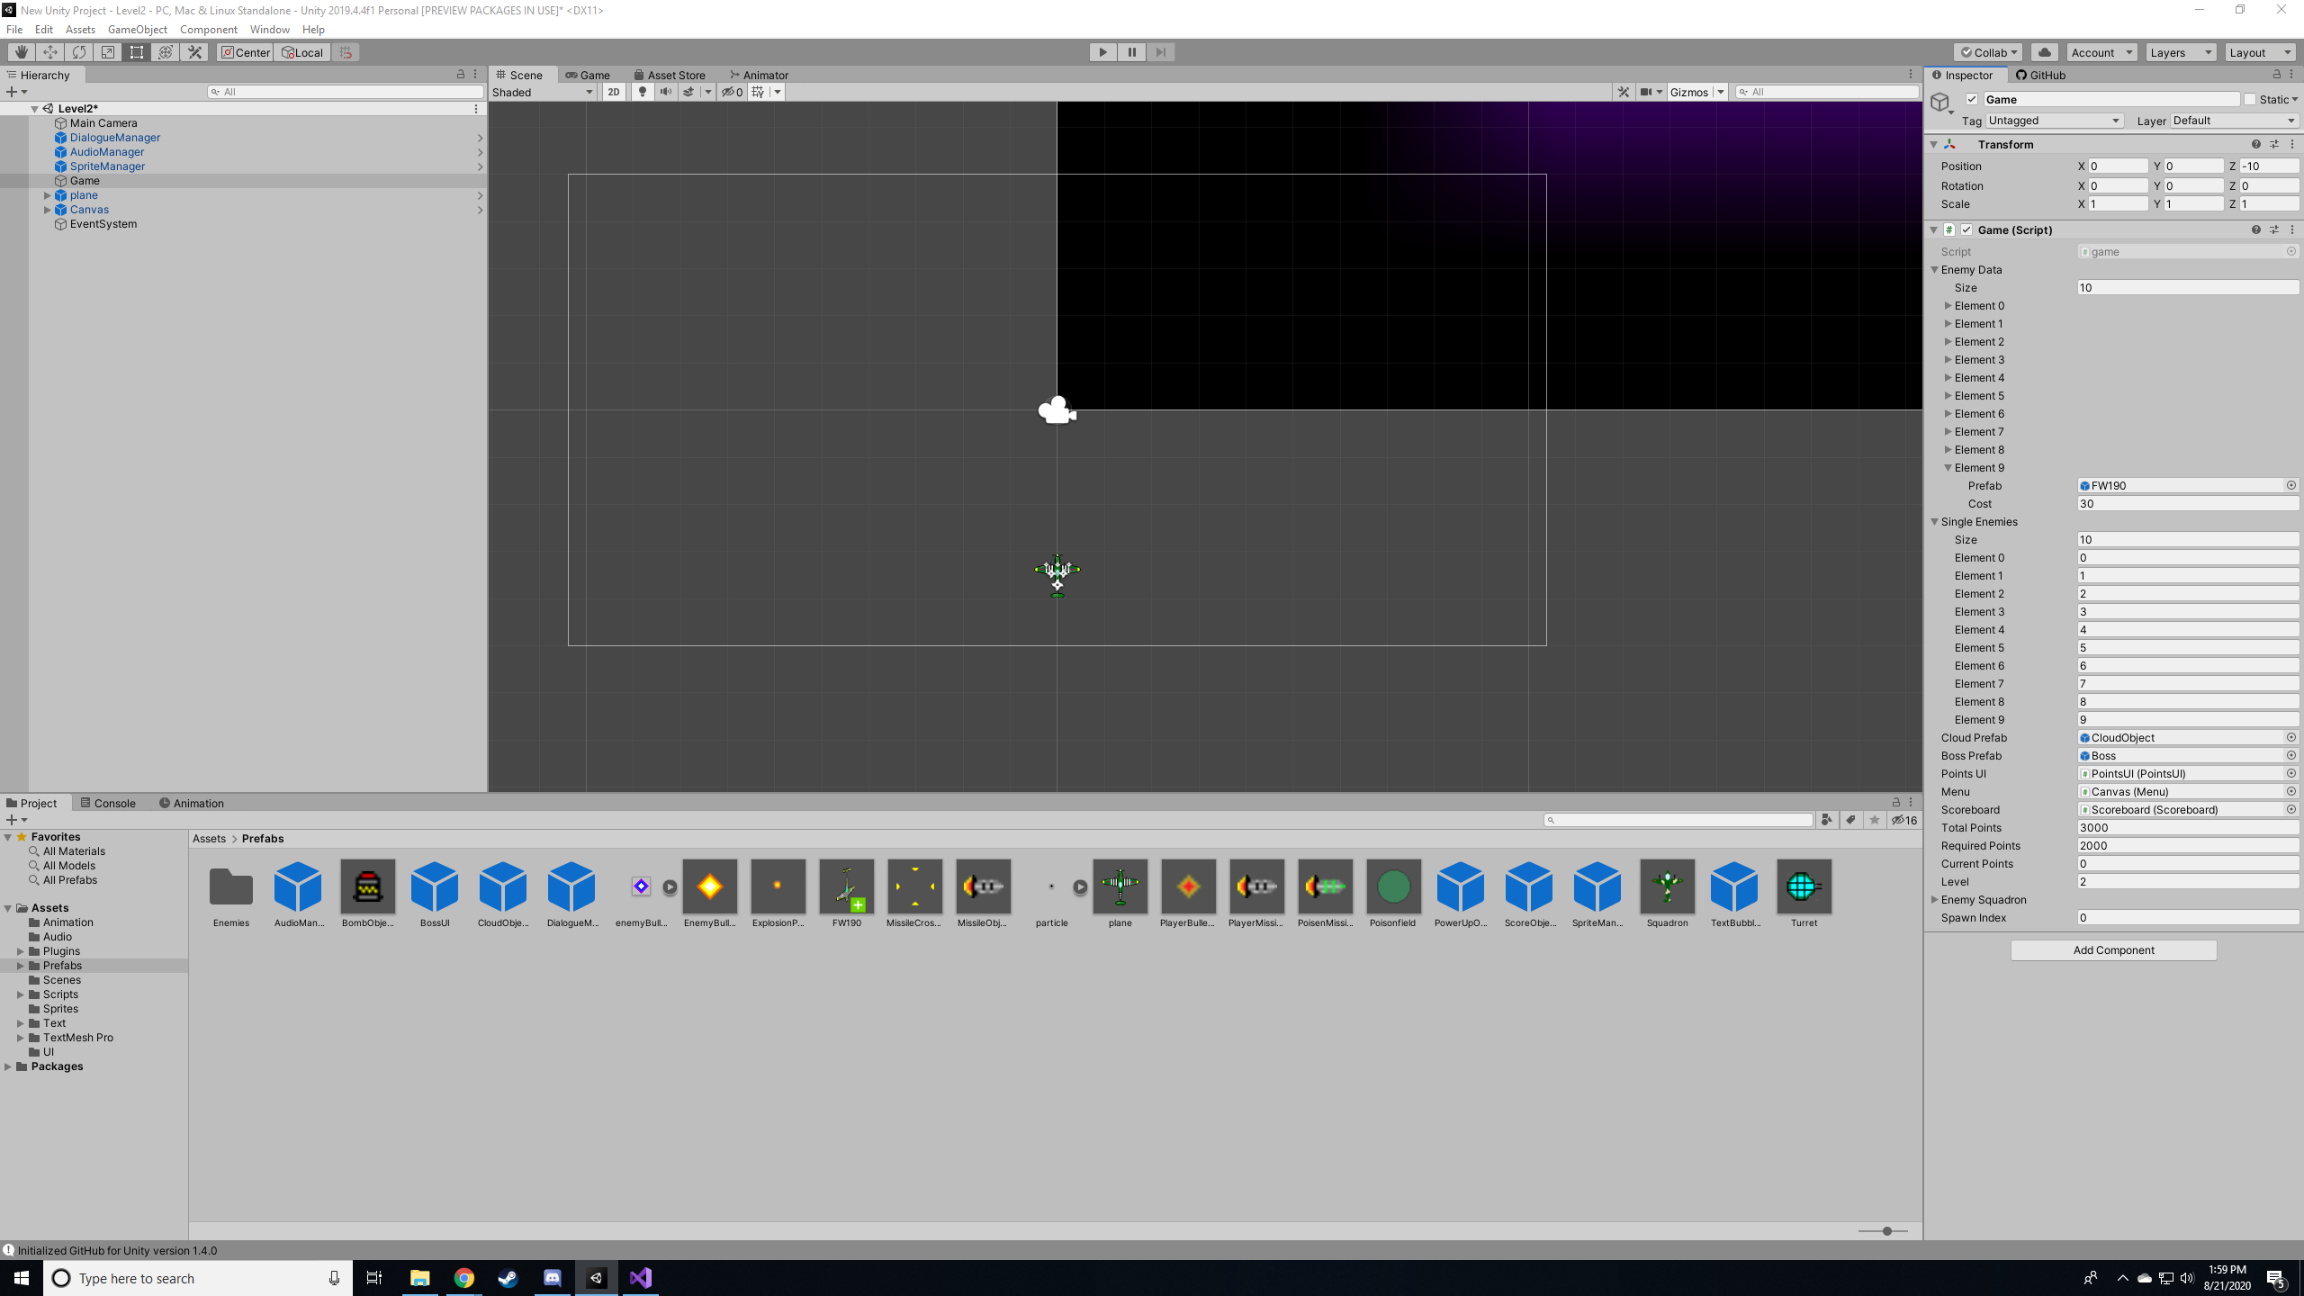 New Unity Project - Level2 - PC, Mac & Linux Standalone - Unity 2019.4.4f1 Personal [PREVIEW PACKAGES IN USE]* <DX11>
File Edit Assets GameObject Component Window Help
Center Local
Collab Account Layers Layout
Hierarchy
All
Level2*
Main Camera
DialogueManager
AudioManager
SpriteManager
Game
plane
Canvas
EventSystem
Scene Game Asset Store Animator
Shaded 2D 0 Gizmos All
Inspector GitHub
Game Static
Tag Untagged Layer Default
Transform
Position X 0 Y 0 Z -10
Rotation X 0 Y 0 Z 0
Scale X 1 Y 1 Z 1
# Game (Script)
Script game
Enemy Data
Size 10
Element 0
Element 1
Element 2
Element 3
Element 4
Element 5
Element 6
Element 7
Element 8
Element 9
Prefab FW190
Cost 30
Single Enemies
Size 10
Element 0 0
Element 1 1
Element 2 2
Element 3 3
Element 4 4
Element 5 5
Element 6 6
Element 7 7
Element 8 8
Element 9 9
Cloud Prefab CloudObject
Boss Prefab Boss
Points UI PointsUI (PointsUI)
Menu Canvas (Menu)
Scoreboard Scoreboard (Scoreboard)
Total Points 3000
Required Points 2000
Current Points 0
Level 2
Enemy Squadron
Spawn Index 0
Add Component
Project Console Animation
16
Favorites
All Materials
All Models
All Prefabs
Assets
Animation
Audio
Plugins
Prefabs
Scenes
Scripts
Sprites
Text
TextMesh Pro
UI
Packages
Assets > Prefabs
Enemies AudioMan... BombObje... BossUI CloudObje... DialogueM... enemyBull... EnemyBull... ExplosionP... FW190 MissileCros... MissileObj... particle plane PlayerBulle... PlayerMissi... PoisenMissi... Poisonfield PowerUpO... ScoreObje... SpriteMan... Squadron TextBubbl... Turret
Initialized GitHub for Unity version 1.4.0
Type here to search
1:59 PM
8/21/2020
5